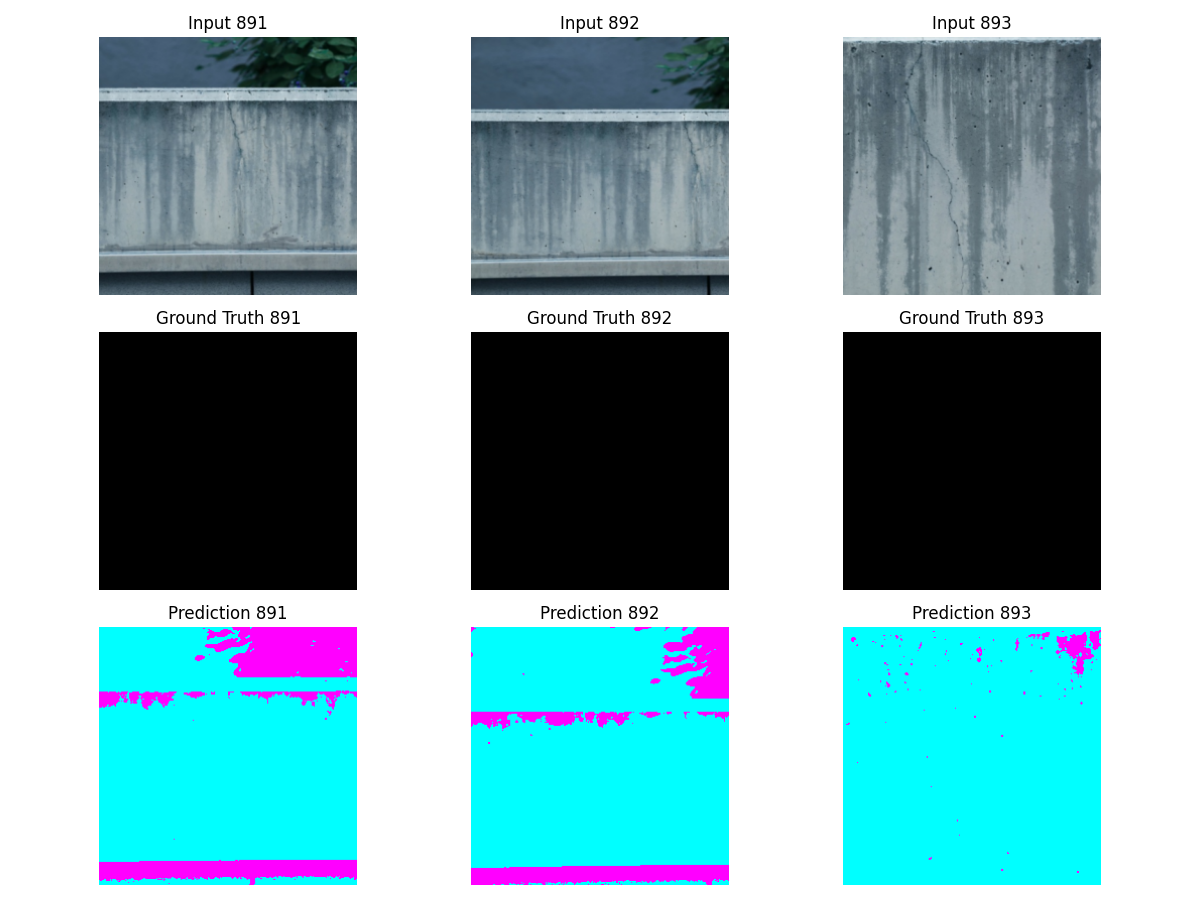 Input 891
Input 892
Input 893
Ground Truth 891
Ground Truth 892
Ground Truth 893
Prediction 891
Prediction 892
Prediction 893